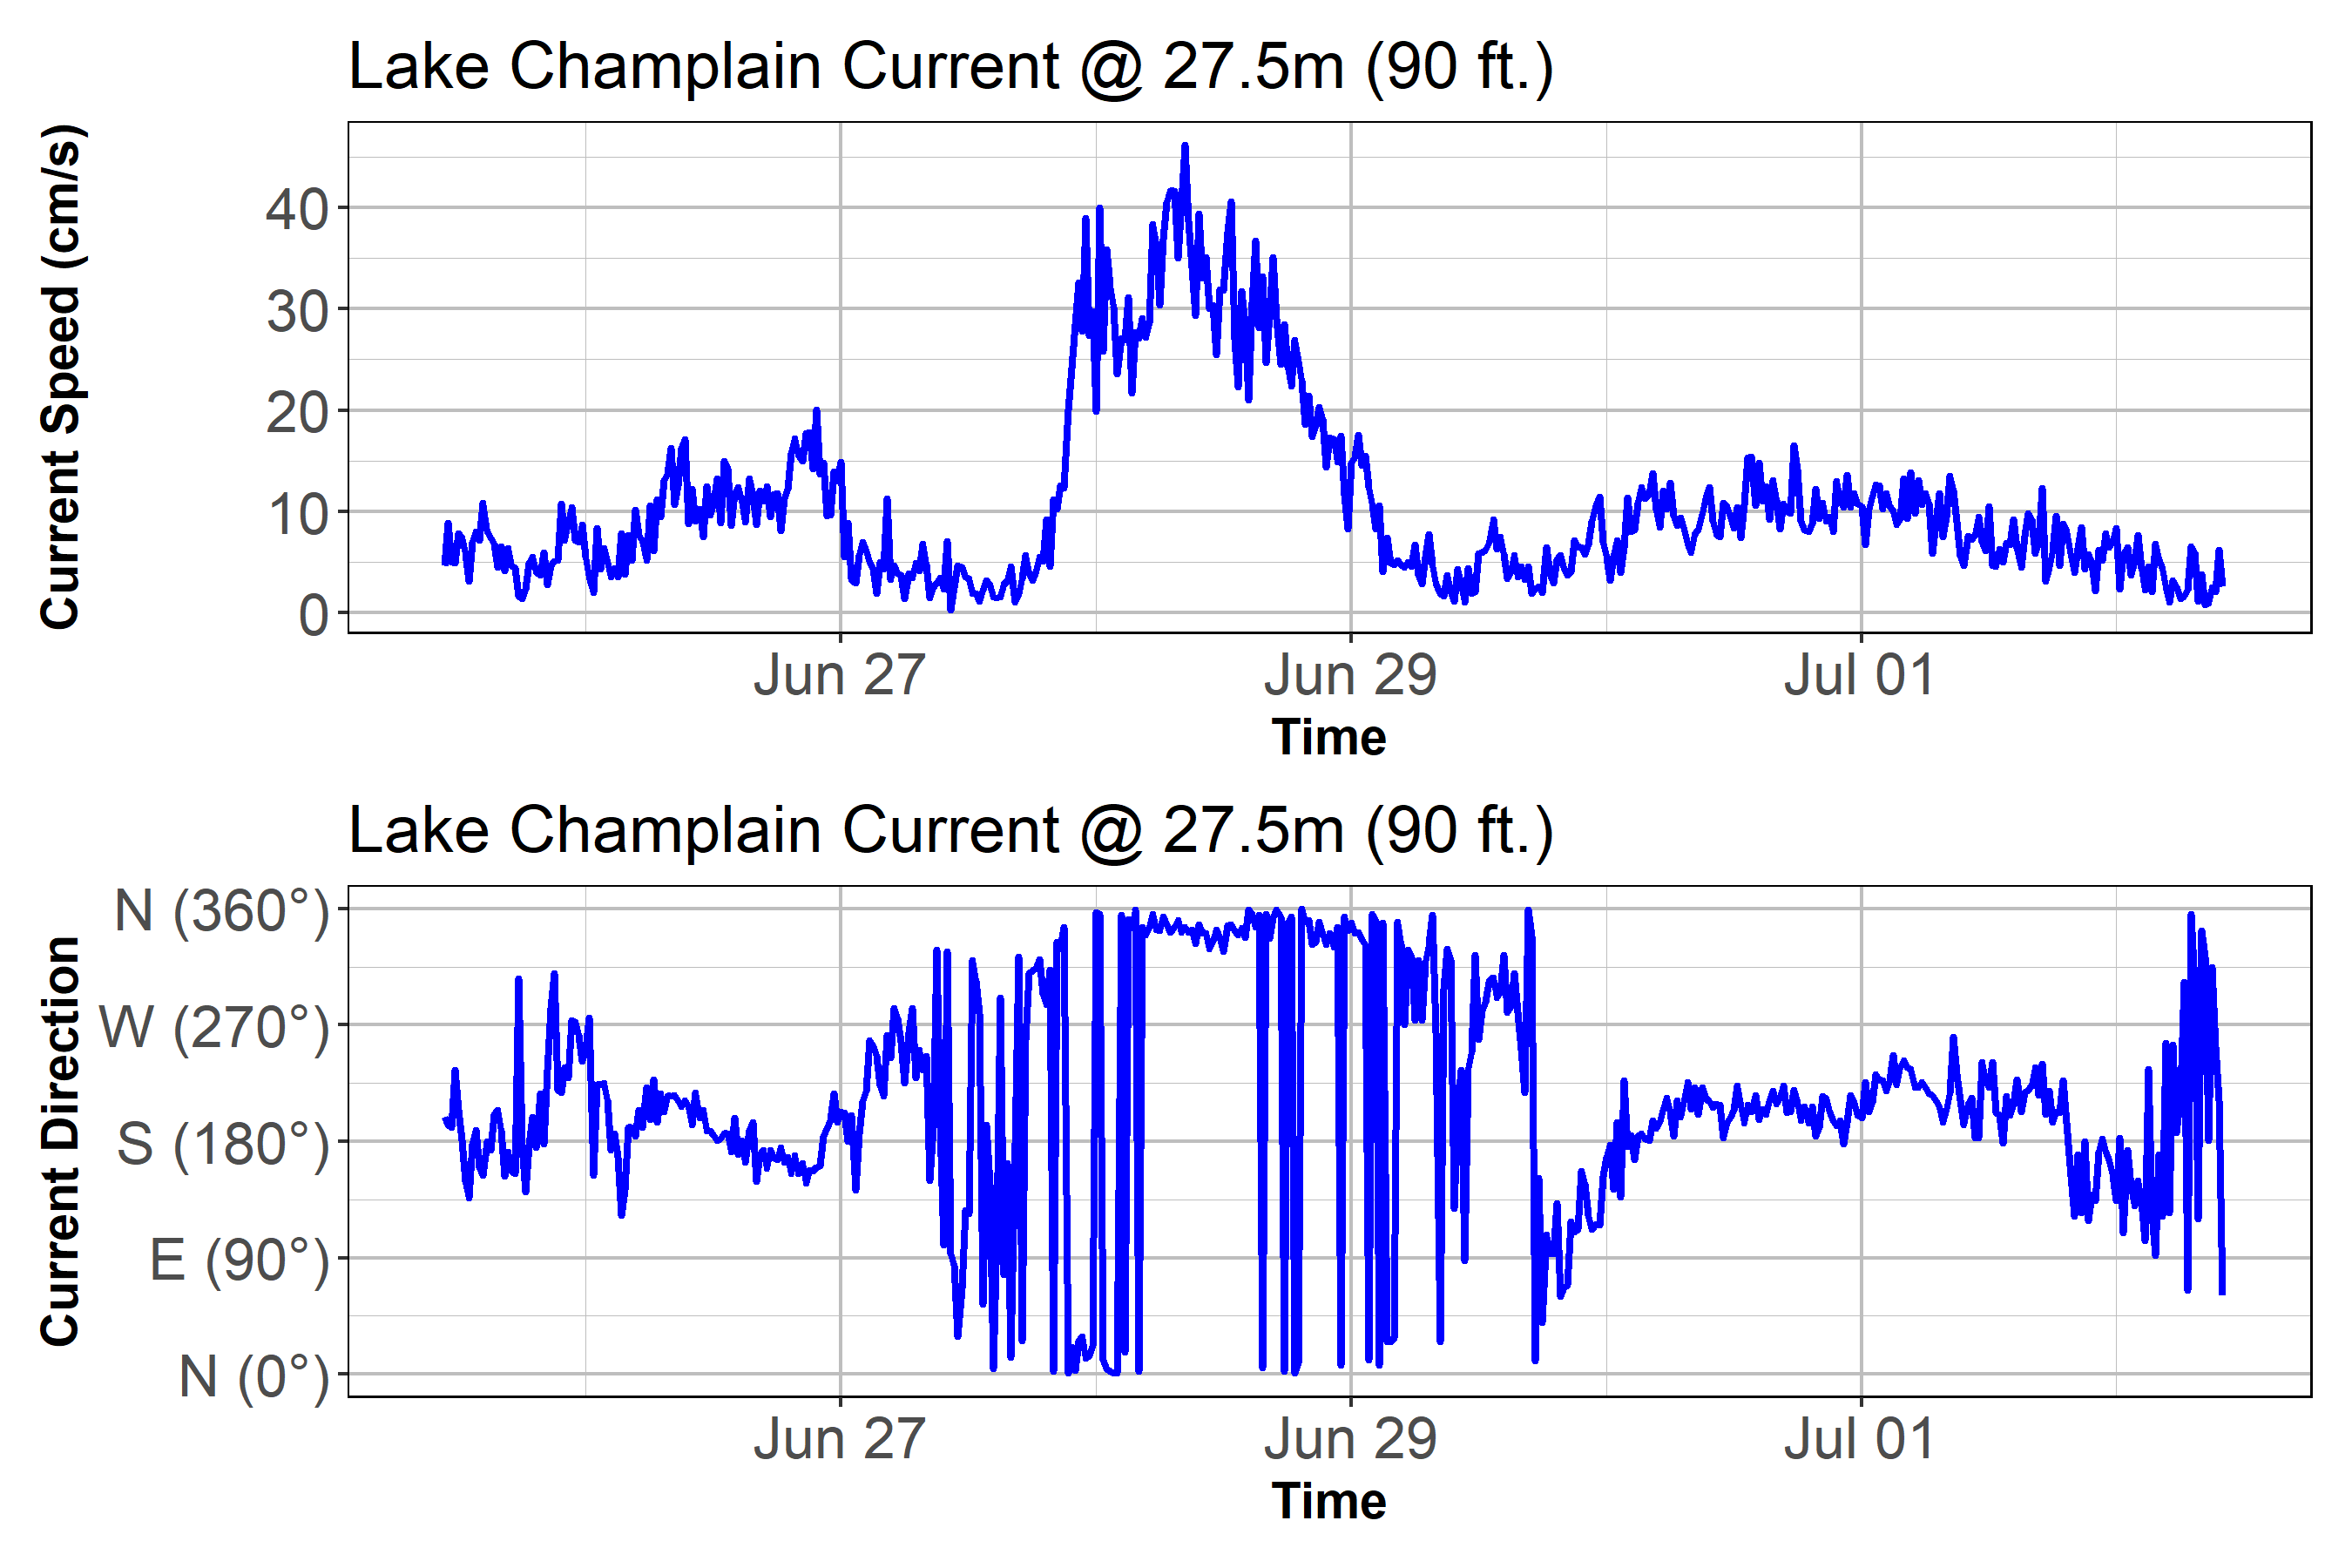 Lake Champlain Current @ 27.5m (90 ft.)
Current Speed (cm/s)
40
30
20
10
0
Jun 27
Jun 29
Jul 01
Time
Lake Champlain Current @ 27.5m (90 ft.)
Current Direction
N (360°)
W (270°)
S (180°)
E (90°)
N (0°)
Jun 27
Jun 29
Jul 01
Time